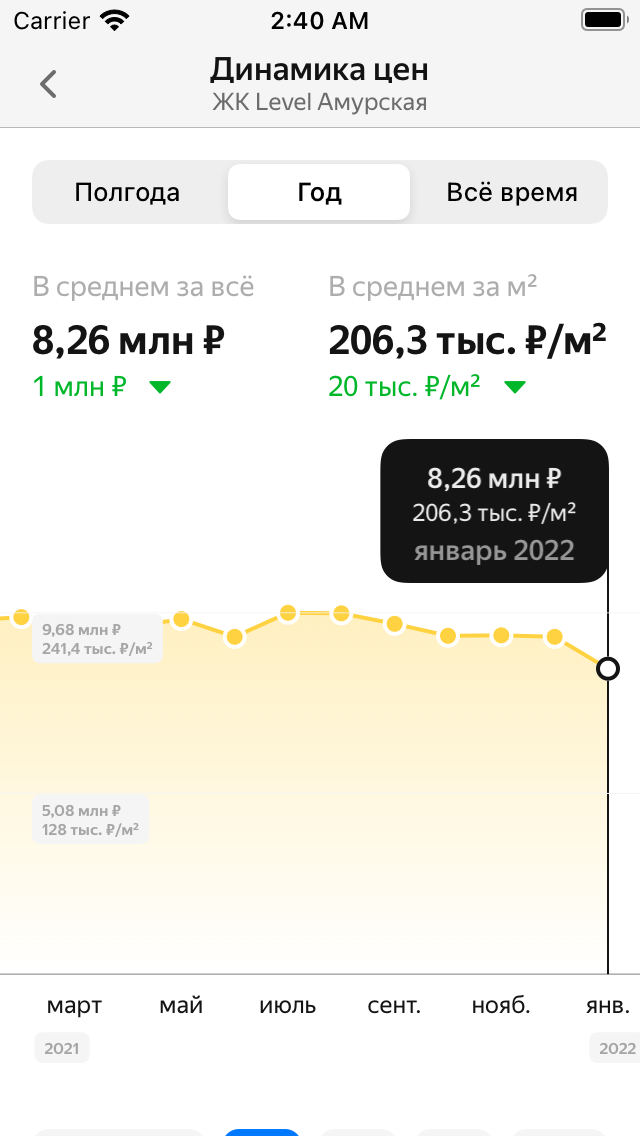 Carrier 2:40 AM
Динамика цен
ЖК Level Амурская
Полгода Год Всё время
В среднем за всё В среднем за м²
8,26 млн ₽ 206,3 тыс. ₽/м²
1 млн ₽ 20 тыс. ₽/м²
8,26 млн ₽
206,3 тыс. ₽/м²
январь 2022
9,68 млн ₽
241,4 тыс. ₽/м²
5,08 млн ₽
128 тыс. ₽/м²
март май июль сент. нояб. янв.
2021 2022